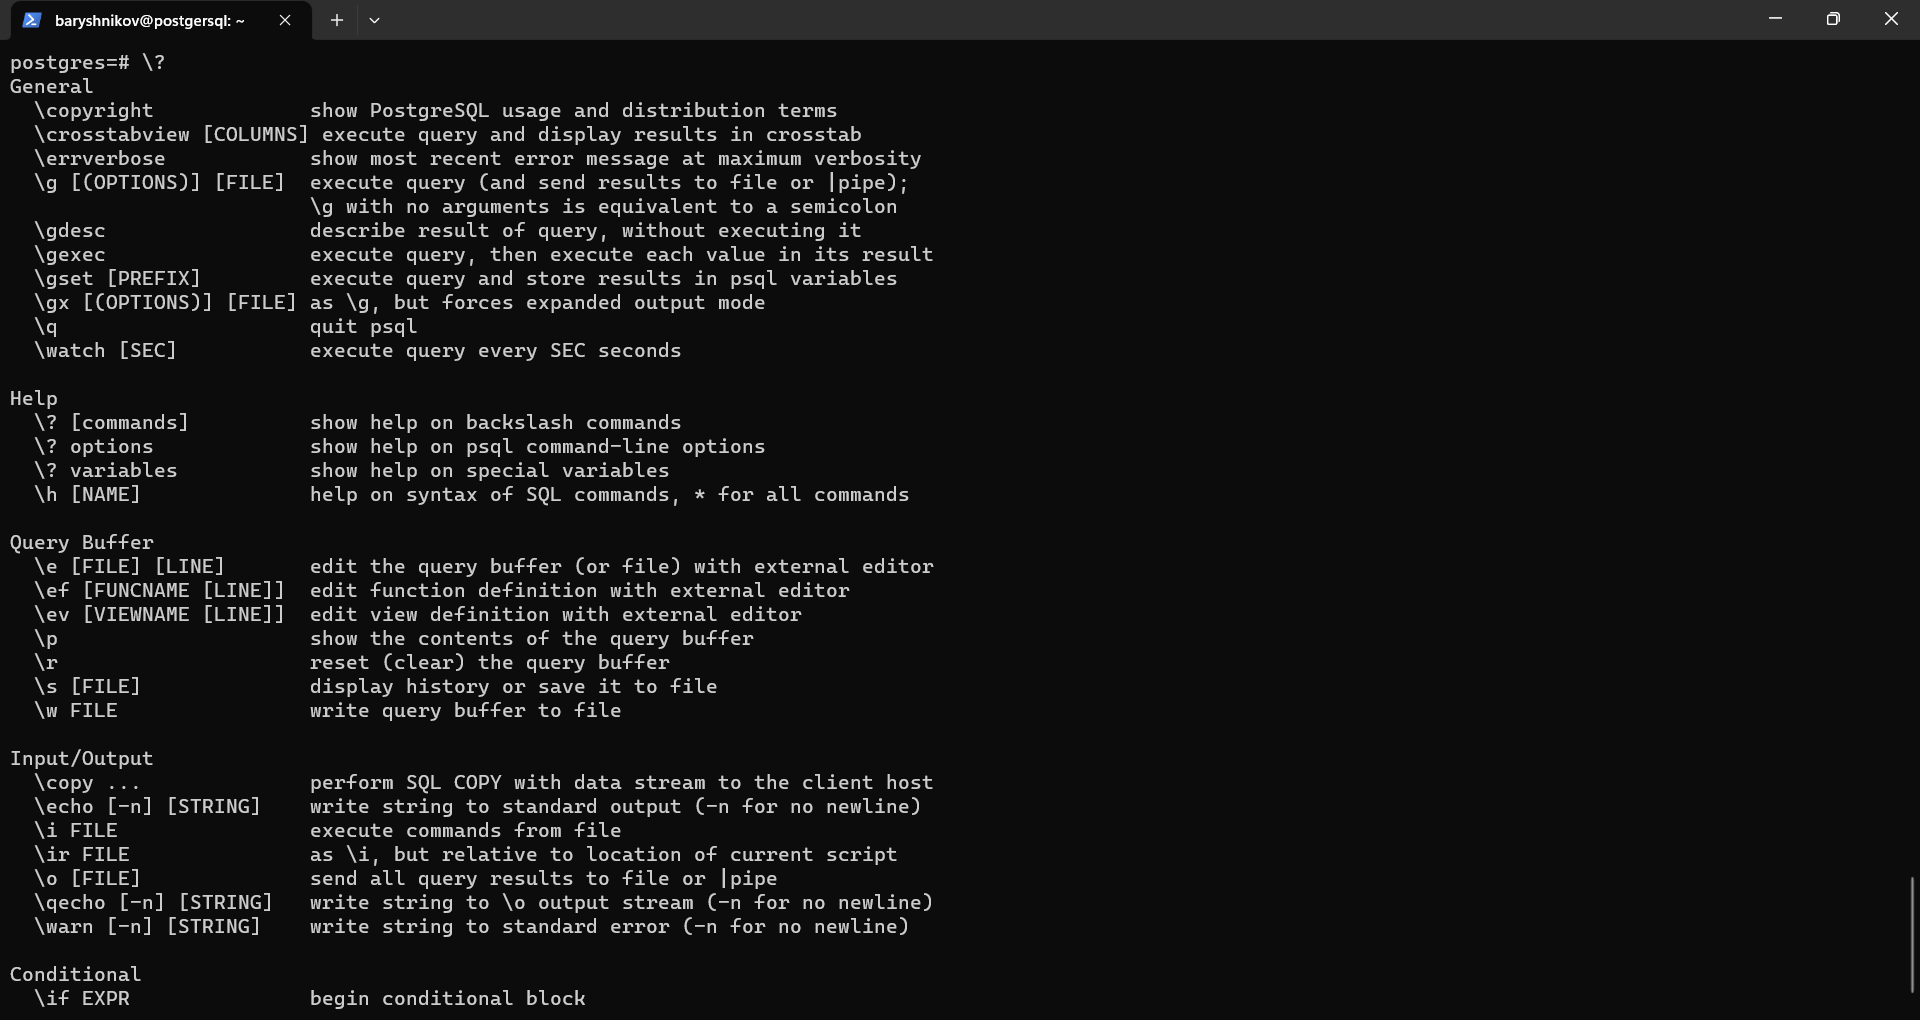 baryshnikov@postgersql: ~
postgres=# \?
General
  \copyright             show PostgreSQL usage and distribution terms
  \crosstabview [COLUMNS] execute query and display results in crosstab
  \errverbose            show most recent error message at maximum verbosity
  \g [(OPTIONS)] [FILE]  execute query (and send results to file or |pipe);
                         \g with no arguments is equivalent to a semicolon
  \gdesc                 describe result of query, without executing it
  \gexec                 execute query, then execute each value in its result
  \gset [PREFIX]         execute query and store results in psql variables
  \gx [(OPTIONS)] [FILE] as \g, but forces expanded output mode
  \q                     quit psql
  \watch [SEC]           execute query every SEC seconds

Help
  \? [commands]          show help on backslash commands
  \? options             show help on psql command-line options
  \? variables           show help on special variables
  \h [NAME]              help on syntax of SQL commands, * for all commands

Query Buffer
  \e [FILE] [LINE]       edit the query buffer (or file) with external editor
  \ef [FUNCNAME [LINE]]  edit function definition with external editor
  \ev [VIEWNAME [LINE]]  edit view definition with external editor
  \p                     show the contents of the query buffer
  \r                     reset (clear) the query buffer
  \s [FILE]              display history or save it to file
  \w FILE                write query buffer to file

Input/Output
  \copy ...              perform SQL COPY with data stream to the client host
  \echo [-n] [STRING]    write string to standard output (-n for no newline)
  \i FILE                execute commands from file
  \ir FILE               as \i, but relative to location of current script
  \o [FILE]              send all query results to file or |pipe
  \qecho [-n] [STRING]   write string to \o output stream (-n for no newline)
  \warn [-n] [STRING]    write string to standard error (-n for no newline)

Conditional
  \if EXPR               begin conditional block